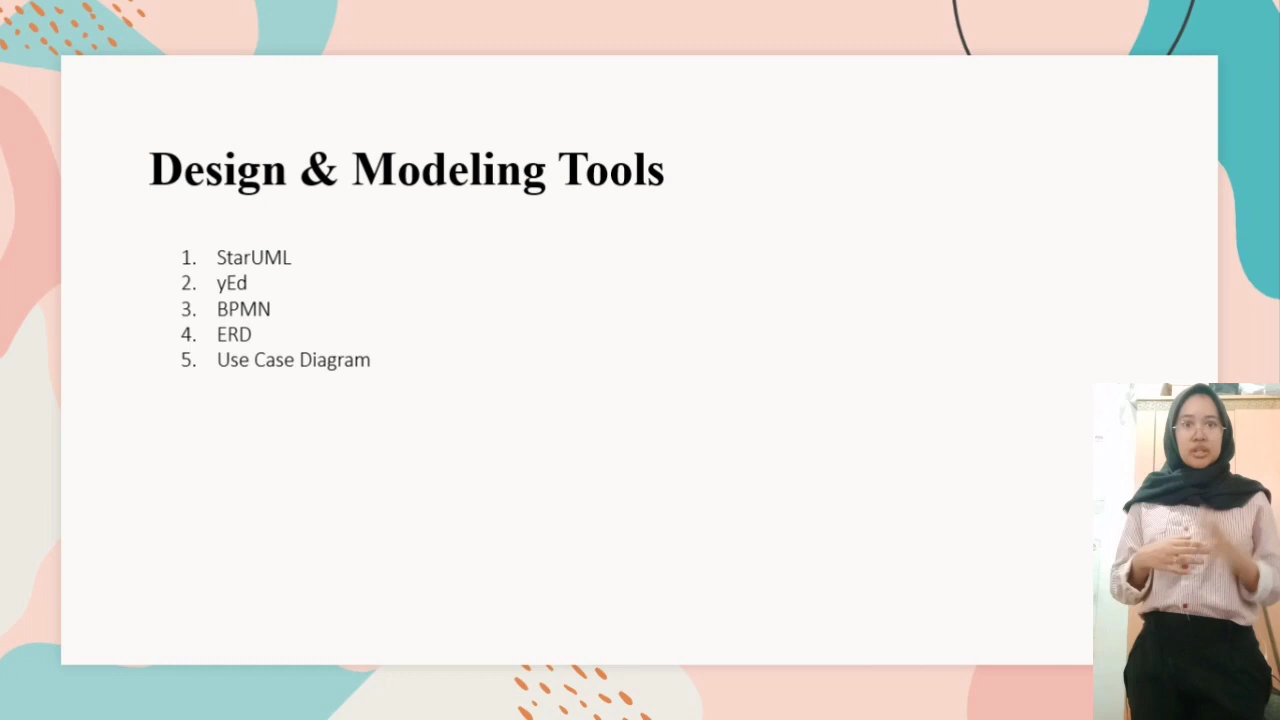 Design & Modeling Tools
1. StarUML
2. yEd
3. BPMN
4. ERD
5. Use Case Diagram